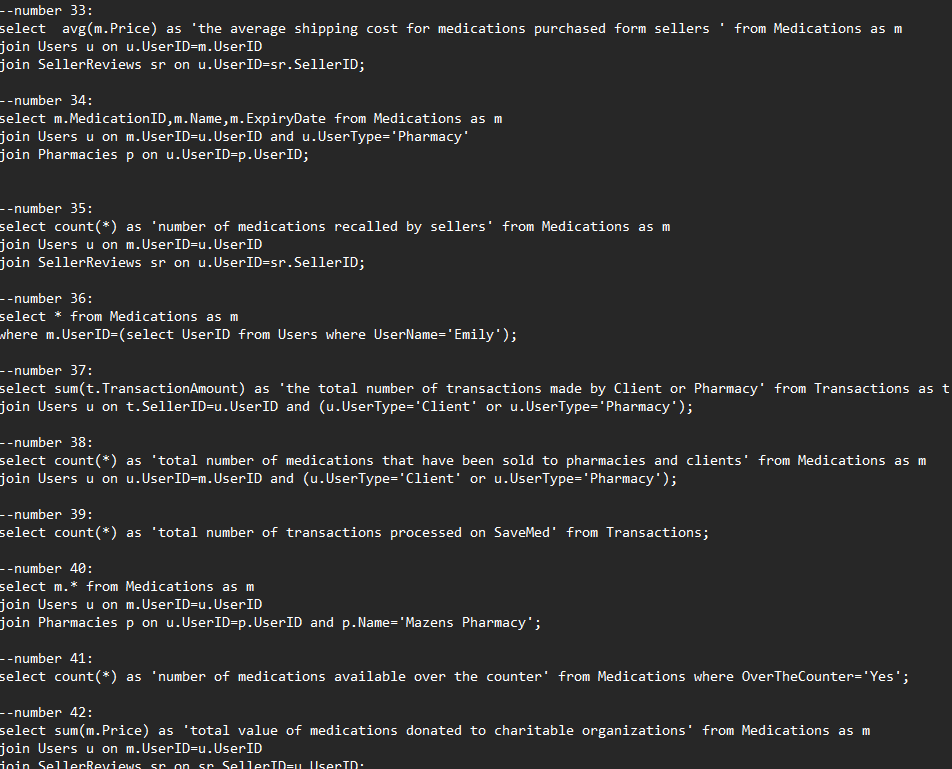 --number 33:
select  avg(m.Price) as 'the average shipping cost for medications purchased form sellers ' from Medications as m
join Users u on u.UserID=m.UserID
join SellerReviews sr on u.UserID=sr.SellerID;
--number 34:
select m.MedicationID,m.Name,m.ExpiryDate from Medications as m
join Users u on m.UserID=u.UserID and u.UserType='Pharmacy'
join Pharmacies p on u.UserID=p.UserID;
--number 35:
select count(*) as 'number of medications recalled by sellers' from Medications as m
join Users u on m.UserID=u.UserID
join SellerReviews sr on u.UserID=sr.SellerID;
--number 36:
select * from Medications as m
where m.UserID=(select UserID from Users where UserName='Emily');
--number 37:
select sum(t.TransactionAmount) as 'the total number of transactions made by Client or Pharmacy' from Transactions as t
join Users u on t.SellerID=u.UserID and (u.UserType='Client' or u.UserType='Pharmacy');
--number 38:
select count(*) as 'total number of medications that have been sold to pharmacies and clients' from Medications as m
join Users u on u.UserID=m.UserID and (u.UserType='Client' or u.UserType='Pharmacy');
--number 39:
select count(*) as 'total number of transactions processed on SaveMed' from Transactions;
--number 40:
select m.* from Medications as m
join Users u on m.UserID=u.UserID
join Pharmacies p on u.UserID=p.UserID and p.Name='Mazens Pharmacy';
--number 41:
select count(*) as 'number of medications available over the counter' from Medications where OverTheCounter='Yes';
--number 42:
select sum(m.Price) as 'total value of medications donated to charitable organizations' from Medications as m
join Users u on m.UserID=u.UserID
join SellerReviews sr on sr.SellerID=u.UserID;